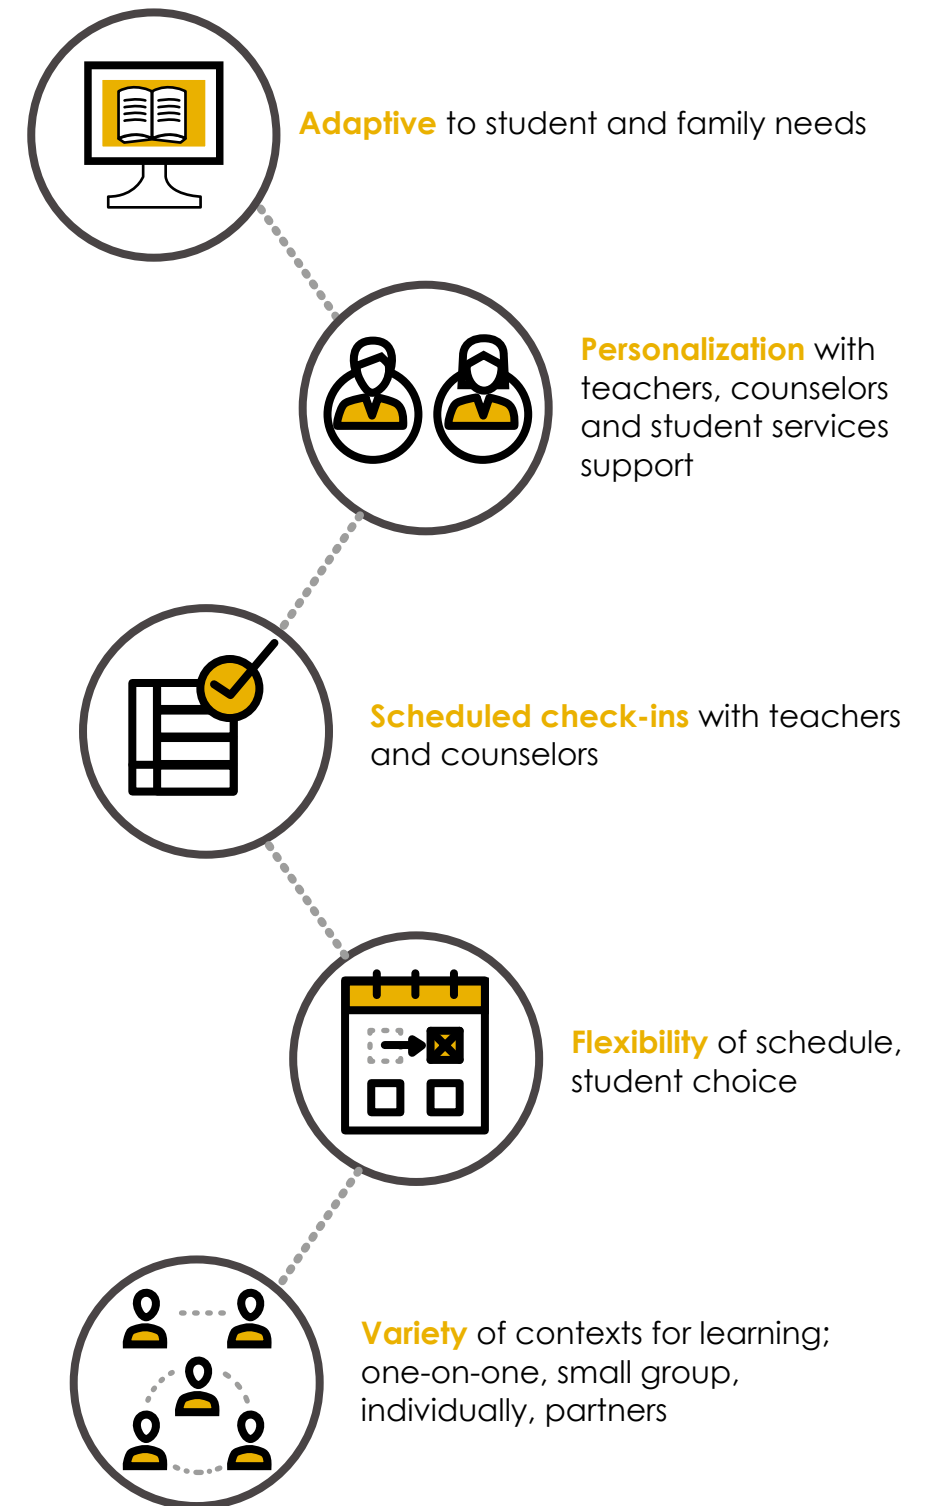 Adaptive to student and family needs
Personalization with
teachers, counselors
and student services
support
Scheduled check-ins with teachers
and counselors
Flexibility of schedule,
student choice
Variety of contexts for learning;
one-on-one, small group,
individually, partners